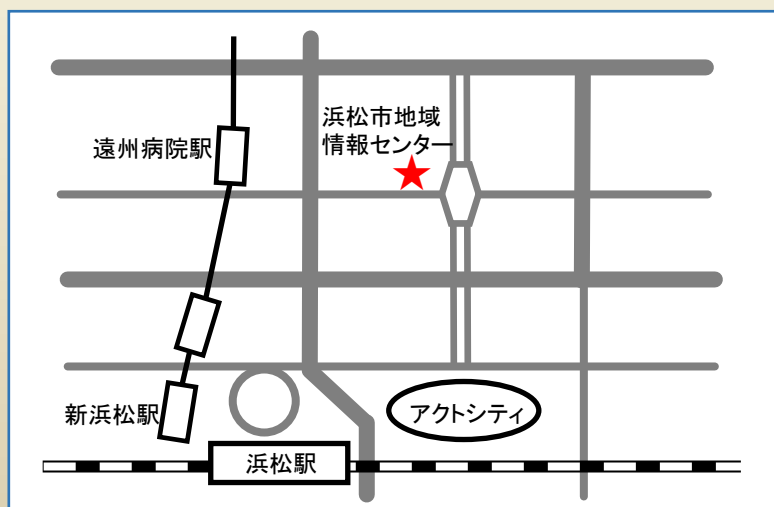 浜松市地域
情報センター
遠州病院駅
新浜松駅
アクトシティ
浜松駅